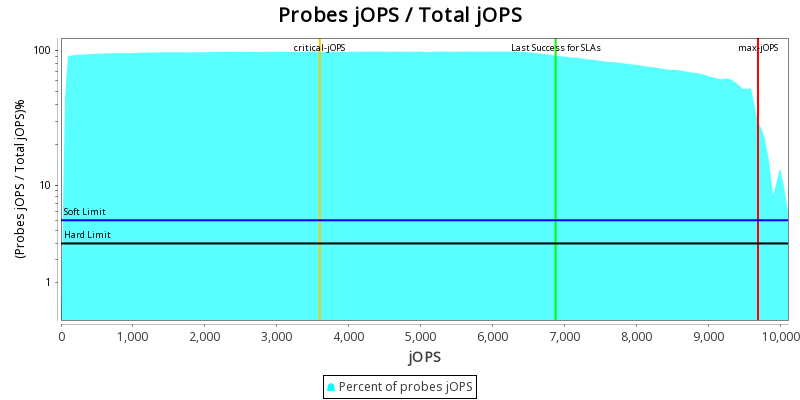 Probes jOPS / Total jOPS
(Probes jOPS / Total jOPS)%
100
10
1
critical-jOPS
Last Success for SLAs
max-jOPS
Soft Limit
Hard Limit
0
1,000
2,000
3,000
4,000
5,000
6,000
7,000
8,000
9,000
10,000
jOPS
Percent of probes jOPS